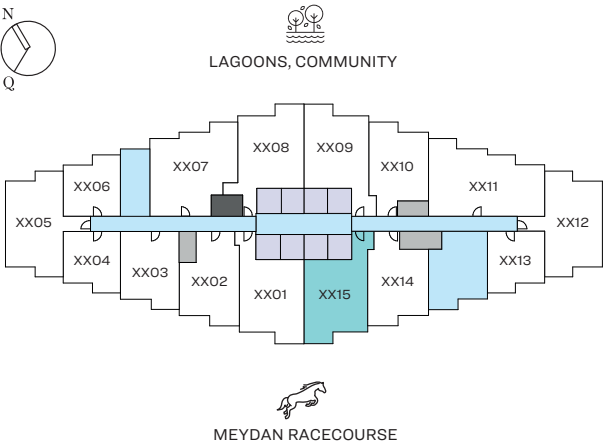 N
Q
LAGOONS, COMMUNITY
XX08 XX09
XX07 XX10
XX06 XX11
XX05 XX12
XX04 XX03 XX02 XX01 XX15 XX14 XX13
MEYDAN RACECOURSE